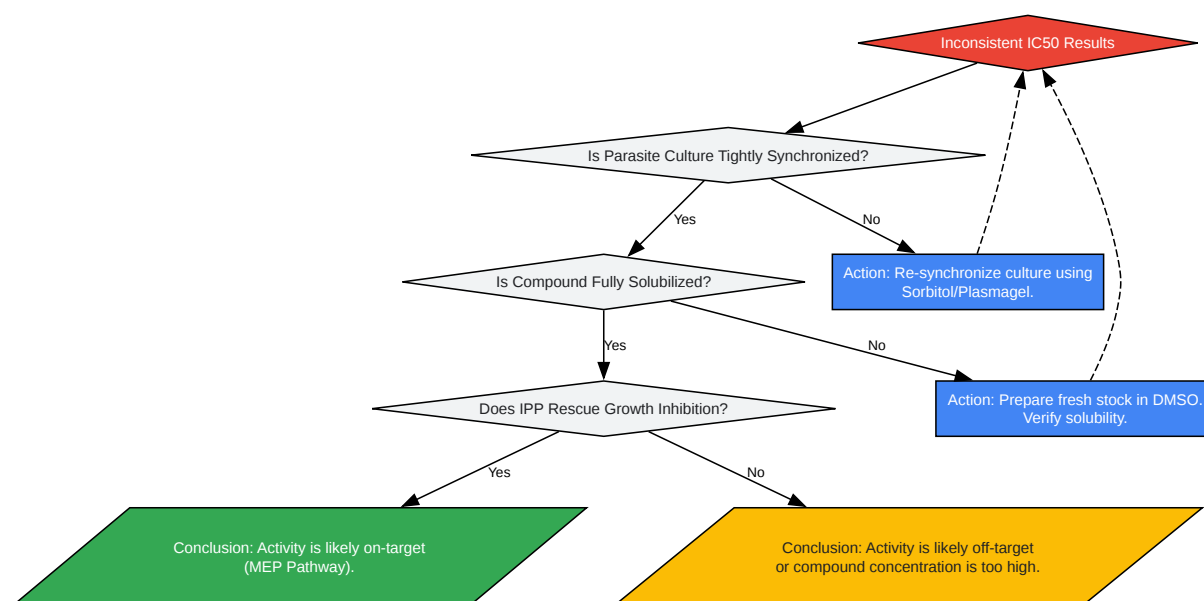 Inconsistent IC50 Results
Is Parasite Culture Tightly Synchronized?
Yes
No
Is Compound Fully Solubilized?
Action: Re-synchronize culture using
Sorbitol/Plasmagel.
Yes
No
Does IPP Rescue Growth Inhibition?
Action: Prepare fresh stock in DMSO.
Verify solubility.
Yes
No
Conclusion: Activity is likely on-target
(MEP Pathway).
Conclusion: Activity is likely off-target
or compound concentration is too high.